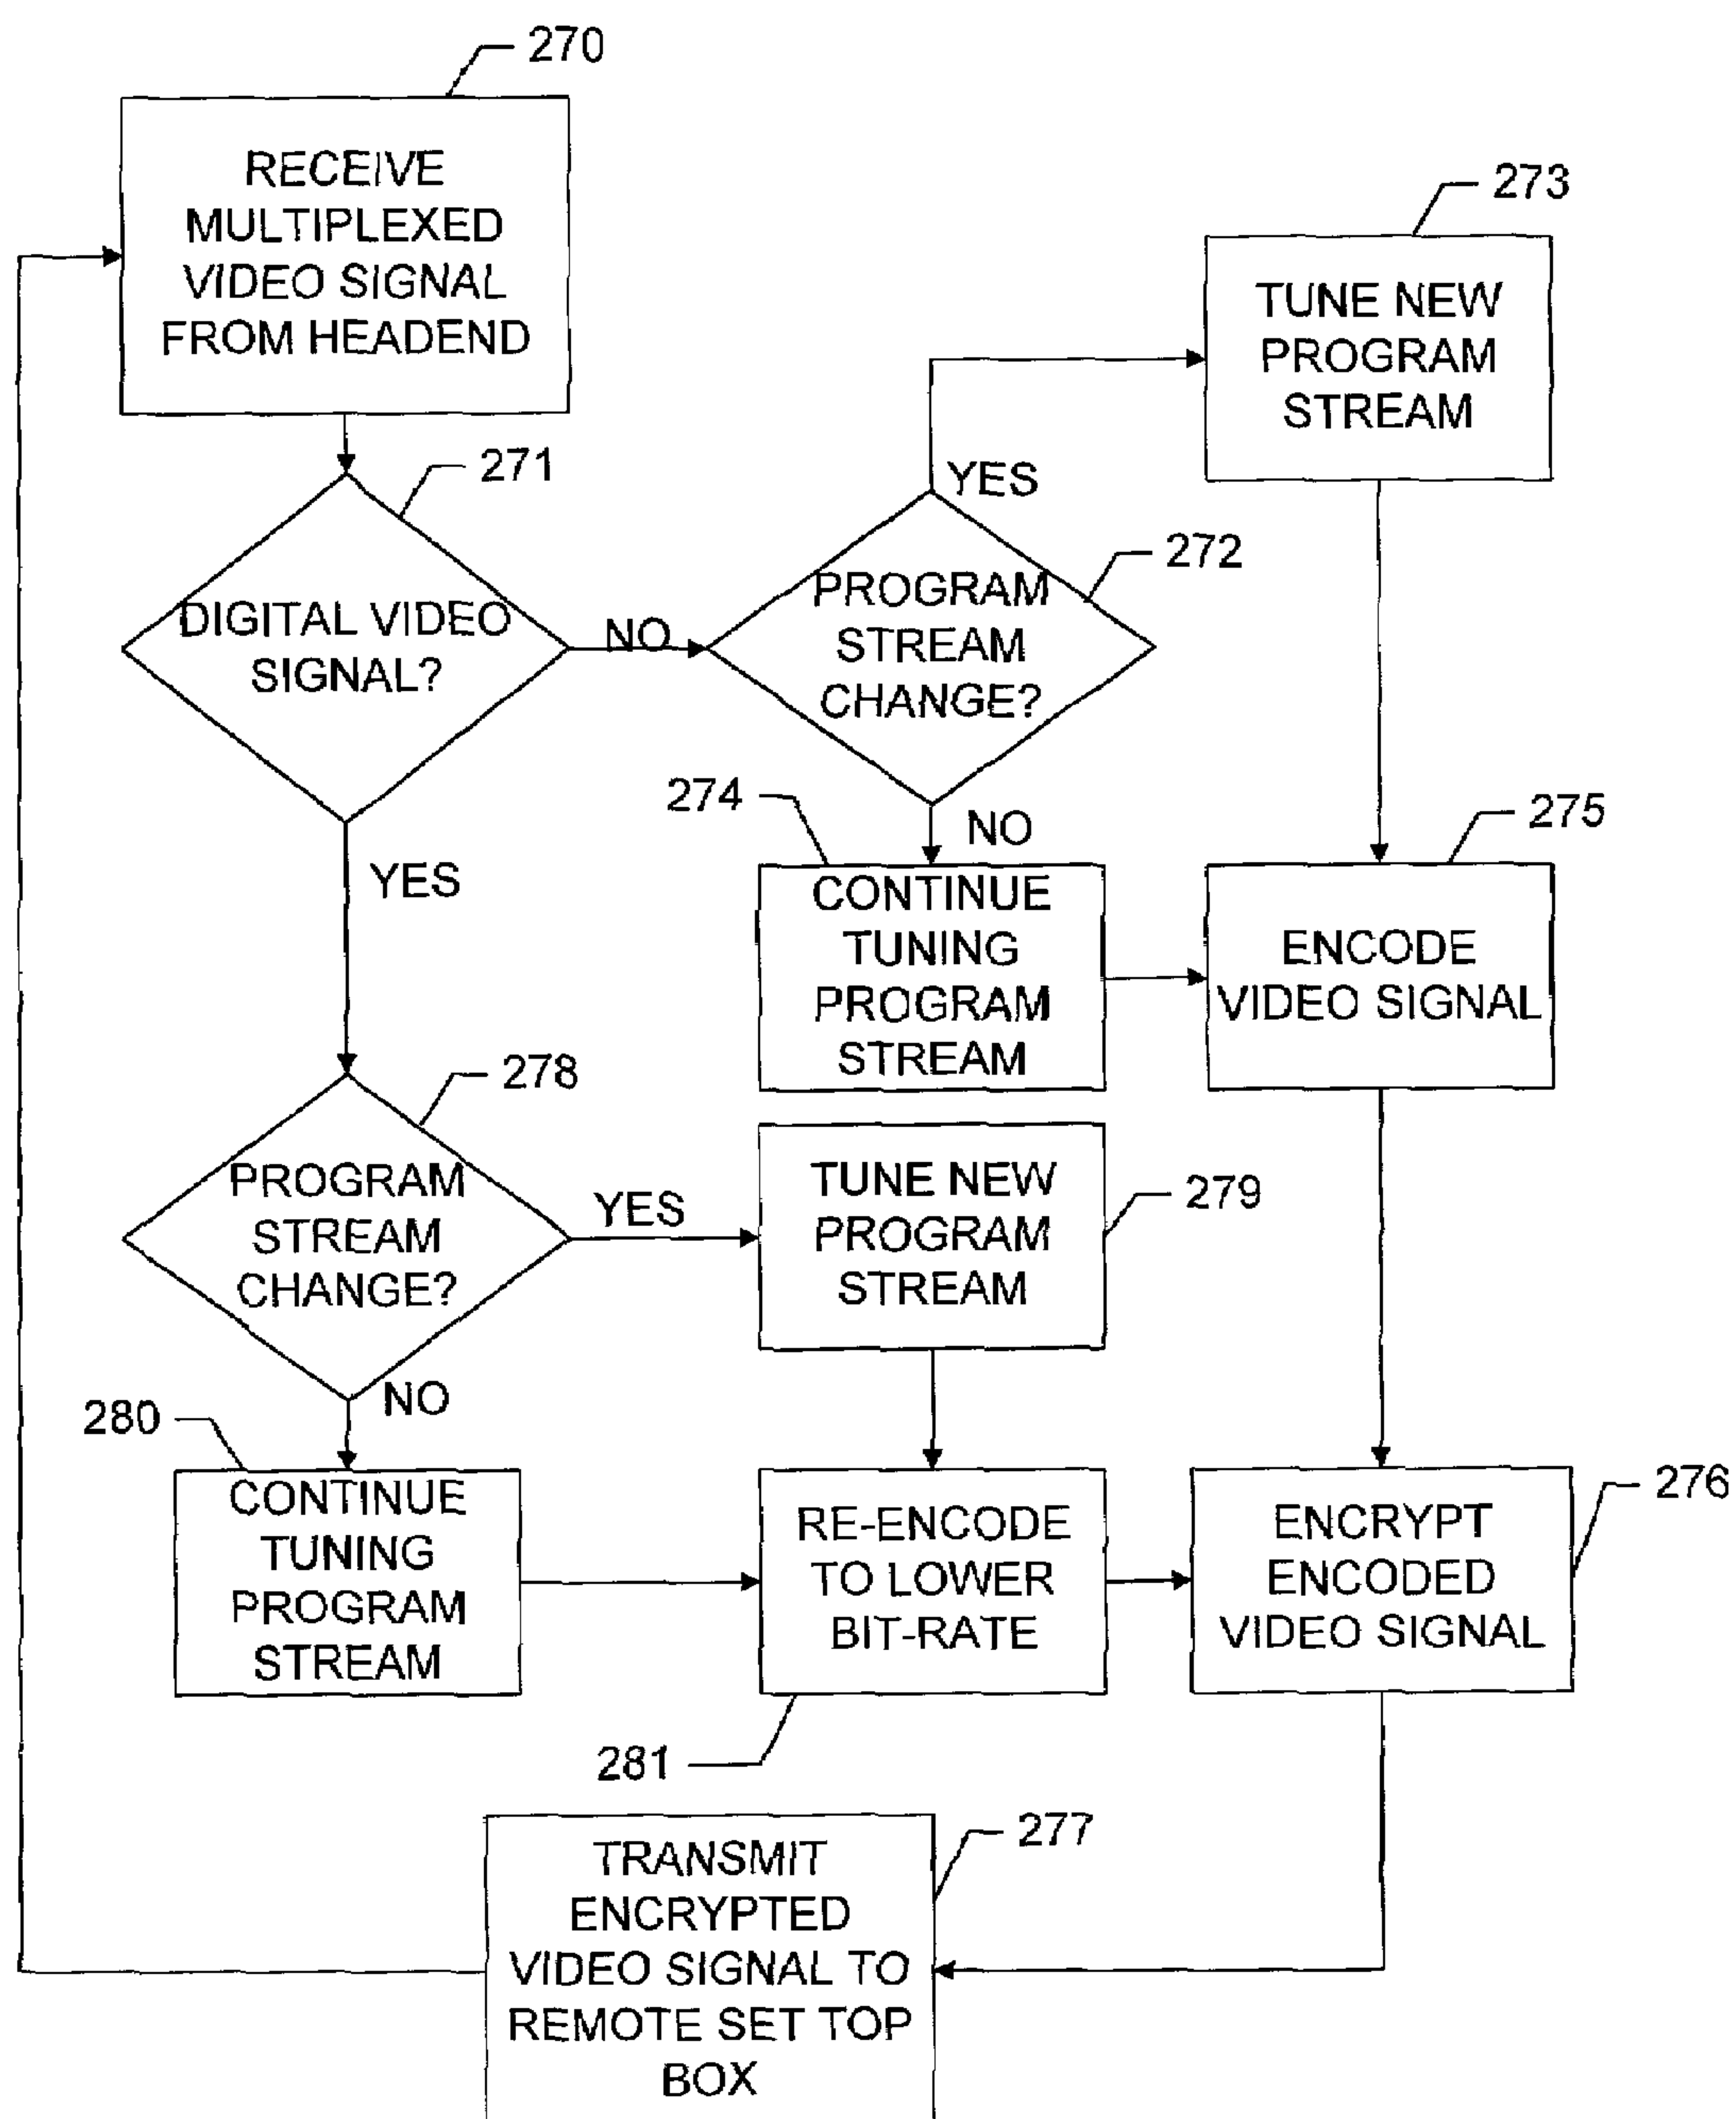 270
RECEIVE
MULTIPLEXED
VIDEO SIGNAL
FROM HEADEND
273
TUNE NEW
PROGRAM
STREAM
271
DIGITAL VIDEO
SIGNAL?
NO
YES
272
PROGRAM
STREAM
CHANGE?
YES
NO
274
CONTINUE
TUNING
PROGRAM
STREAM
275
ENCODE
VIDEO SIGNAL
278
PROGRAM
STREAM
CHANGE?
YES
NO
279
TUNE NEW
PROGRAM
STREAM
280
CONTINUE
TUNING
PROGRAM
STREAM
281
RE-ENCODE
TO LOWER
BIT-RATE
276
ENCRYPT
ENCODED
VIDEO SIGNAL
277
TRANSMIT
ENCRYPTED
VIDEO SIGNAL TO
REMOTE SET TOP
BOX